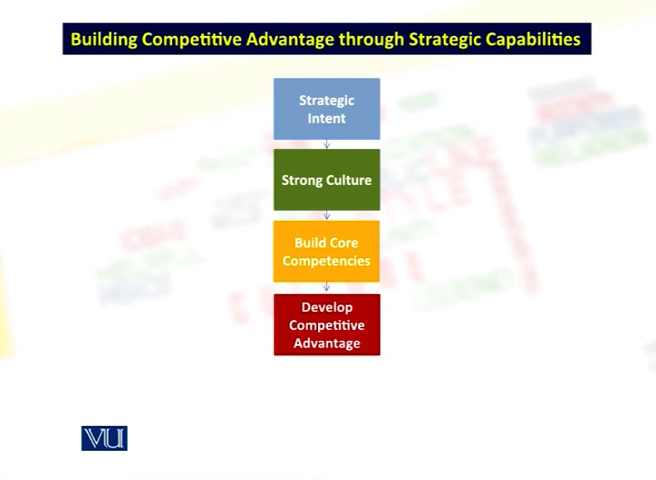 Building Competitive Advantage through Strategic Capabilities
Strategic
Intent
Strong Culture
Build Core
Competencies
Develop
Competitive
Advantage
VU